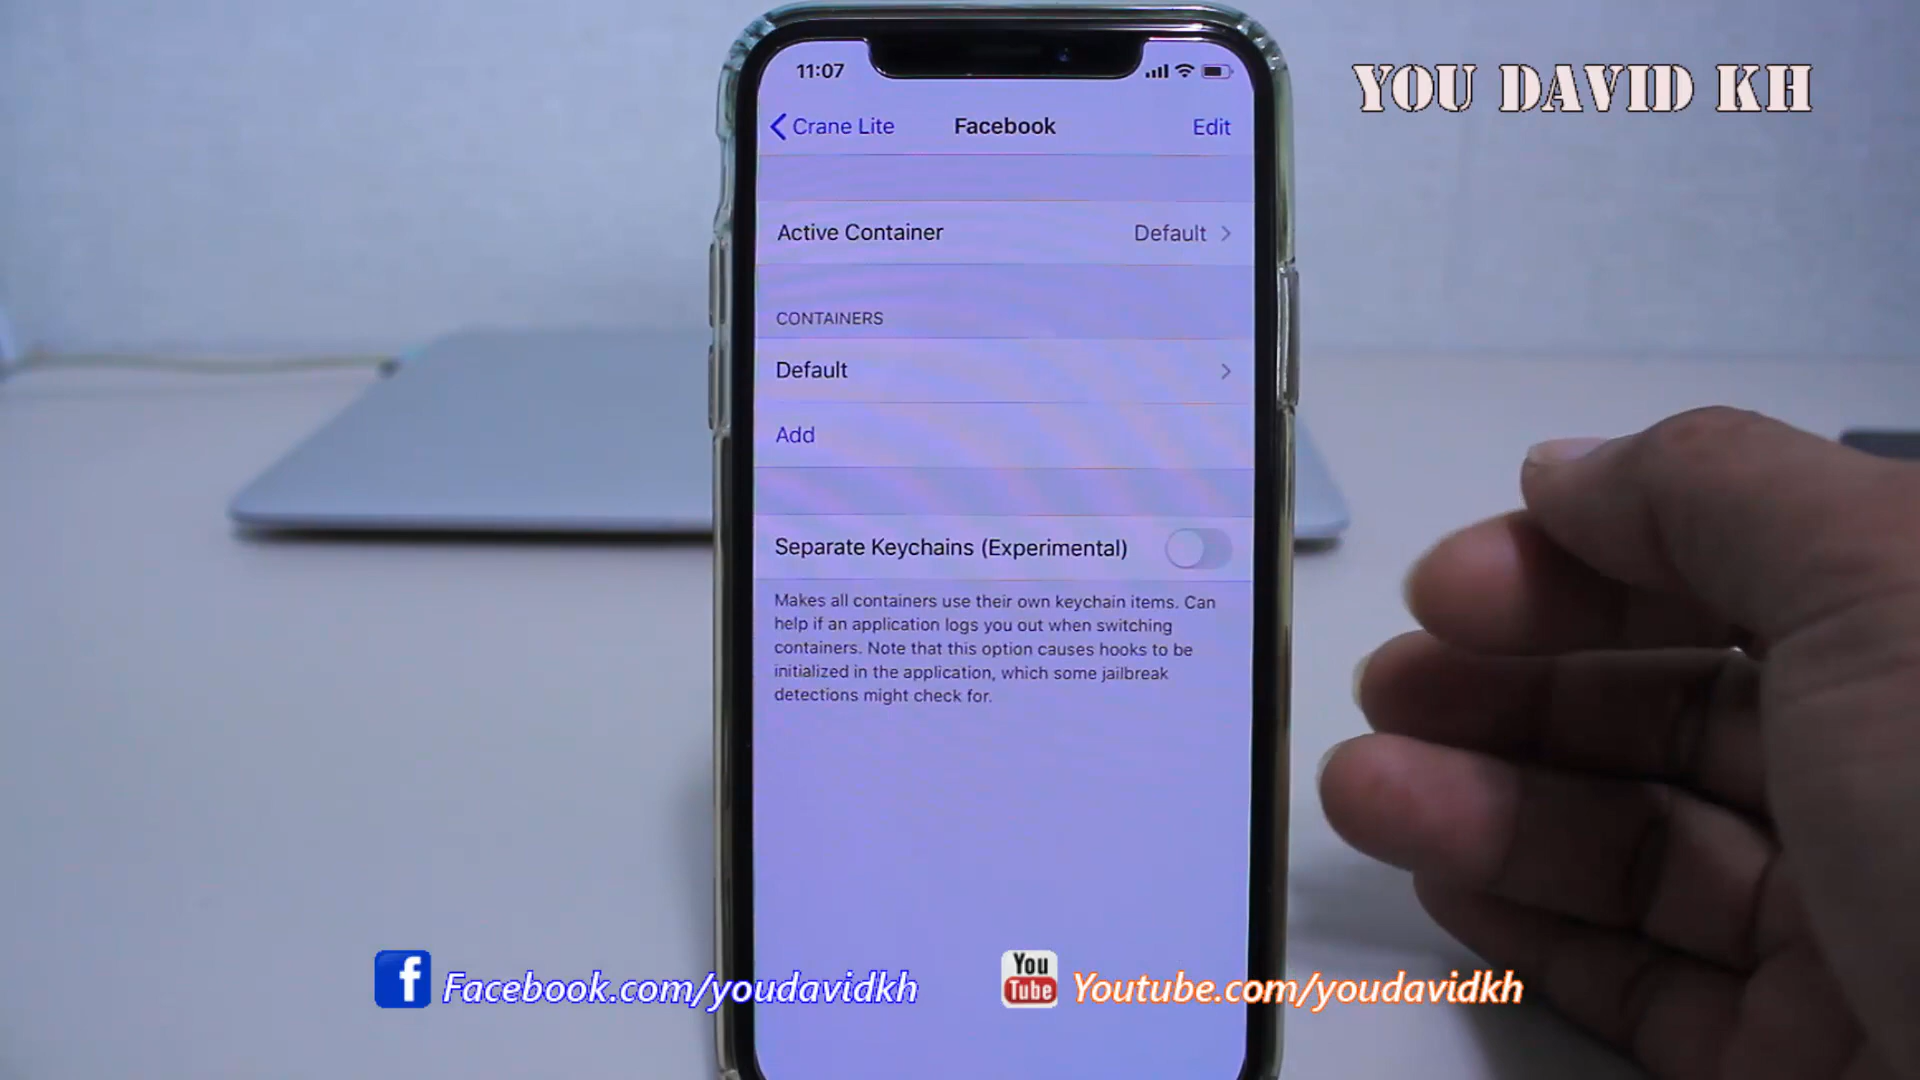 YOU DAVID KH
11:07
Crane Lite
Facebook
Edit
Active Container
Default
CONTAINERS
Default
Add
Separate Keychains (Experimental)
Makes all containers use their own keychain items. Can
help if an application logs you out when switching
containers. Note that this option causes hooks to be
initialized in the application, which some jailbreak
detections might check for.
f
Facebook.com/youdavidkh
You
Tube
Youtube.com/youdavidkh